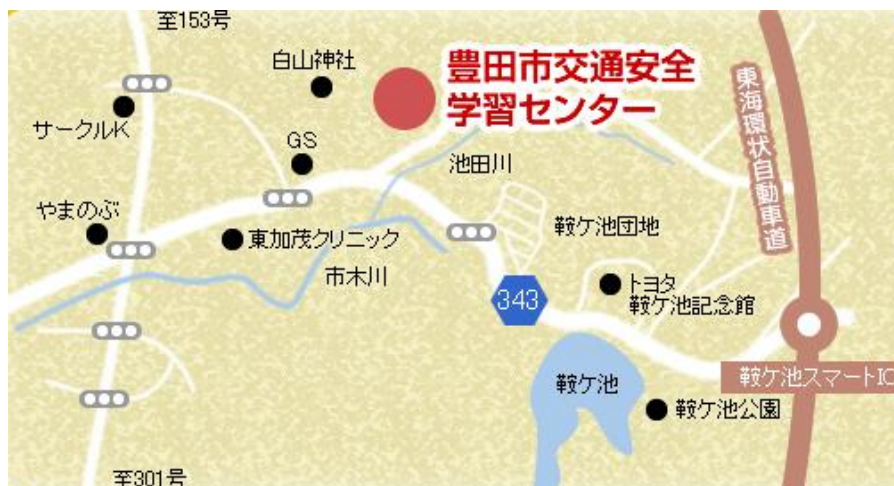 至153号
白山神社
豊田市交通安全
学習センター
サークルK
GS
池田川
東海環状自動車道
やまのぶ
東加茂クリニック
鞍ケ池団地
市木川
343
トヨタ
鞍ケ池記念館
鞍ケ池
鞍ケ池スマートIC
鞍ケ池公園
至301号